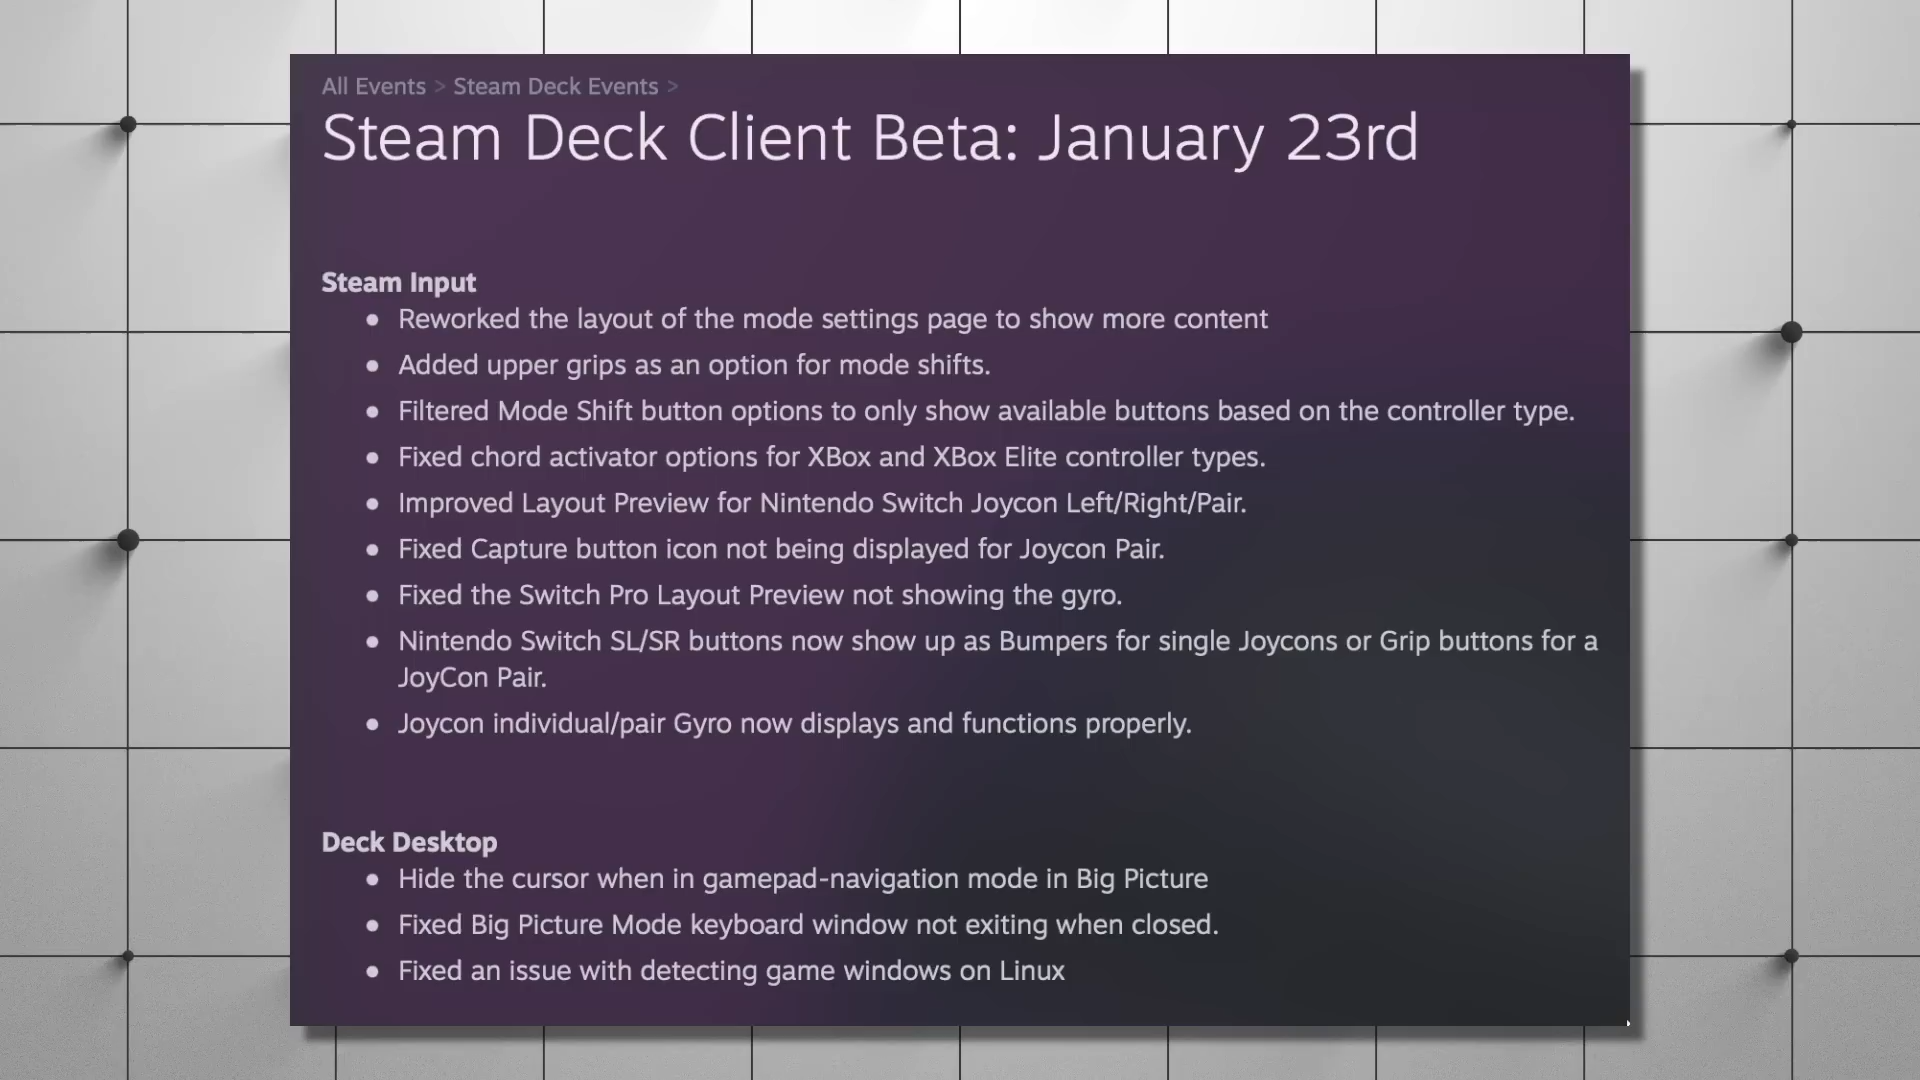 All Events > Steam Deck Events >
Steam Deck Client Beta: January 23rd
Steam Input
● Reworked the layout of the mode settings page to show more content
● Added upper grips as an option for mode shifts.
● Filtered Mode Shift button options to only show available buttons based on the controller type.
● Fixed chord activator options for XBox and XBox Elite controller types.
● Improved Layout Preview for Nintendo Switch Joycon Left/Right/Pair.
● Fixed Capture button icon not being displayed for Joycon Pair.
● Fixed the Switch Pro Layout Preview not showing the gyro.
● Nintendo Switch SL/SR buttons now show up as Bumpers for single Joycons or Grip buttons for a
JoyCon Pair.
● Joycon individual/pair Gyro now displays and functions properly.
Deck Desktop
● Hide the cursor when in gamepad-navigation mode in Big Picture
● Fixed Big Picture Mode keyboard window not exiting when closed.
● Fixed an issue with detecting game windows on Linux